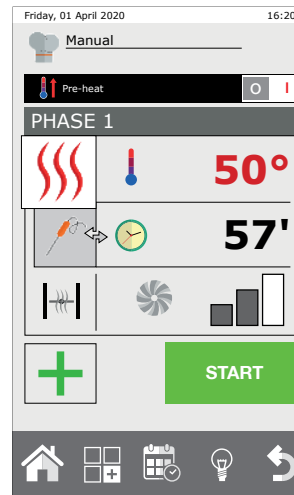 Friday, 01 April 2020 16:20
Manual
Pre-heat O I
PHASE 1
50°
57'
START